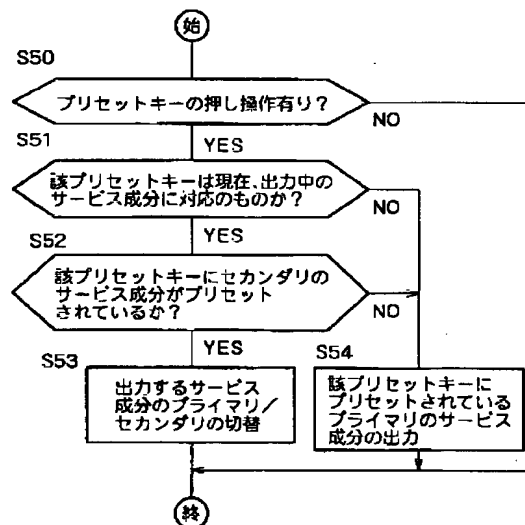 始
S50
プリセットキーの押し操作有り?
NO
YES
S51
該プリセットキーは現在、出力中の
サービス成分に対応のものか?
NO
YES
S52
該プリセットキーにセカンダリの
サービス成分がプリセット
されているか?
NO
YES
S53
出力するサービス
成分のプライマリ/
セカンダリの切替
S54
該プリセットキーに
プリセットされている
プライマリのサービス
成分の出力
終